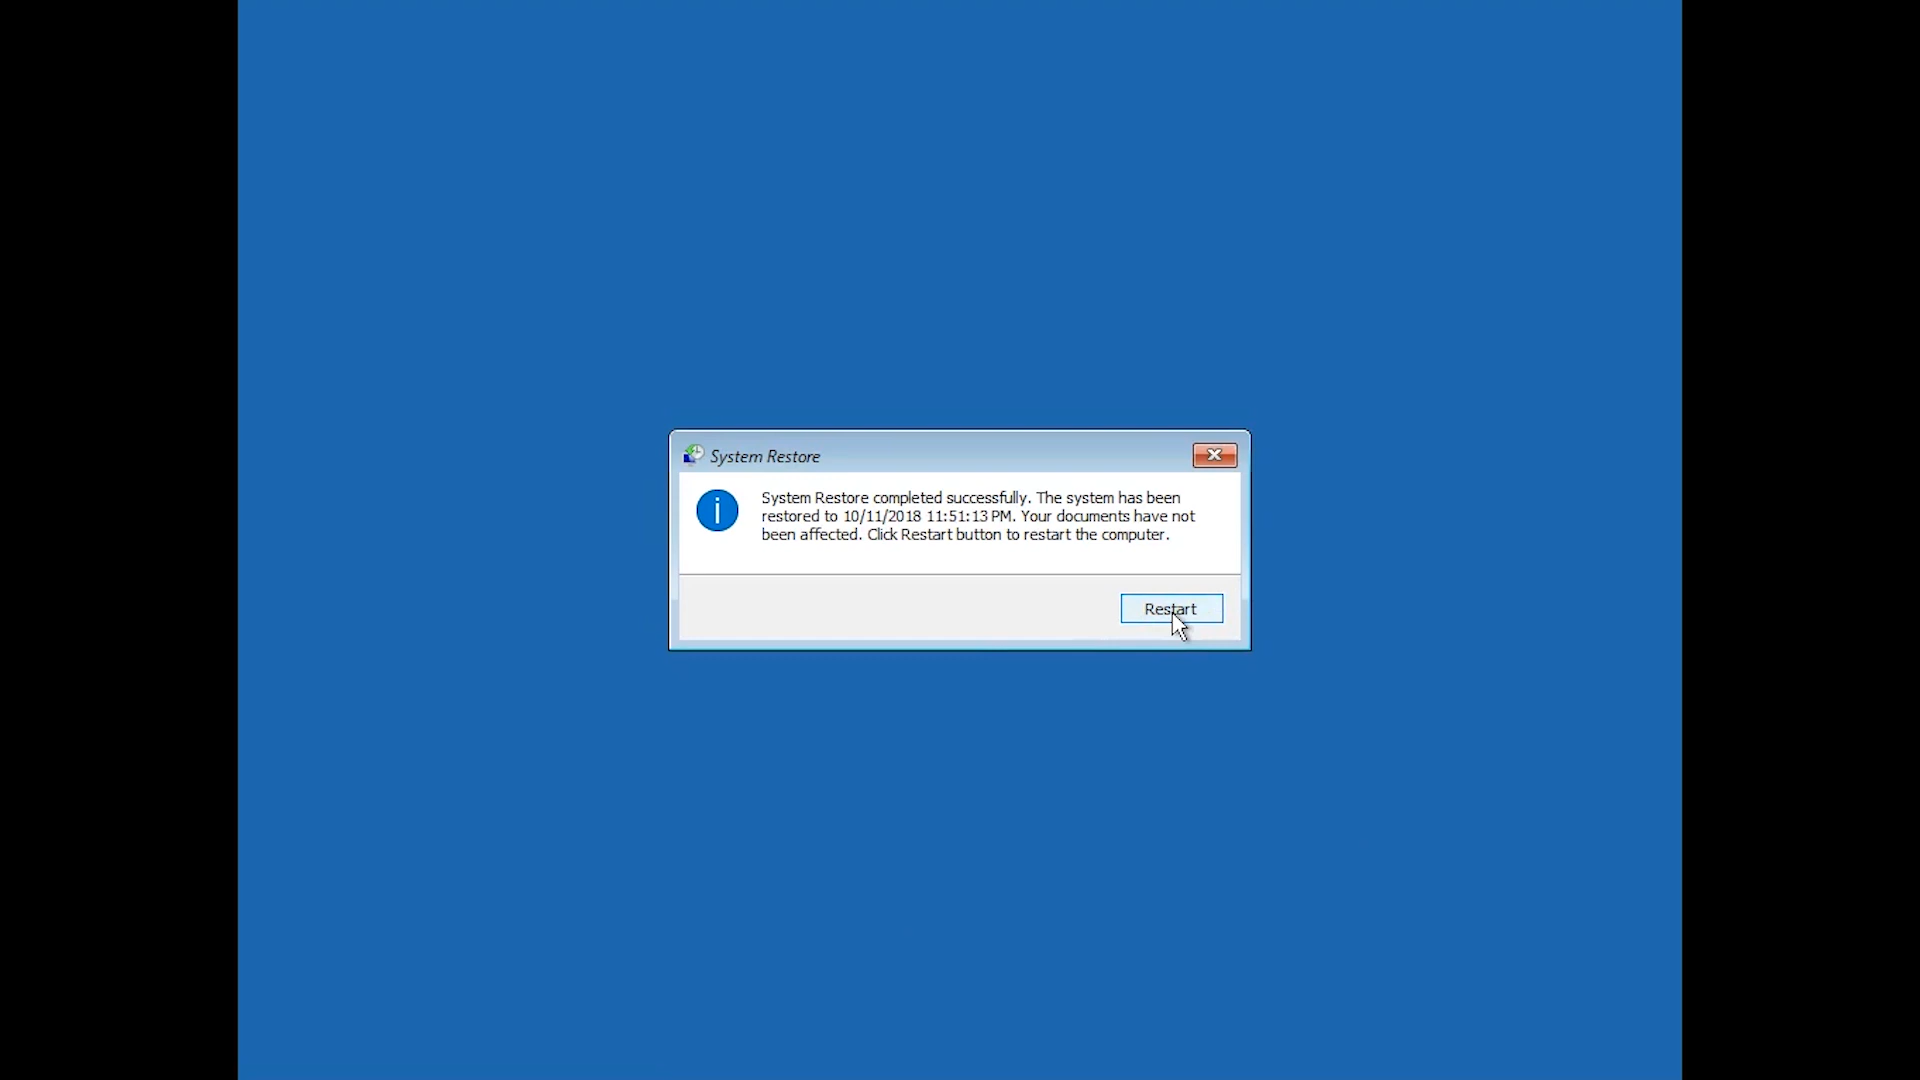 System Restore
System Restore completed successfully. The system has been
restored to 10/11/2018 11:51:13 PM. Your documents have not
been affected. Click Restart button to restart the computer.
Restart